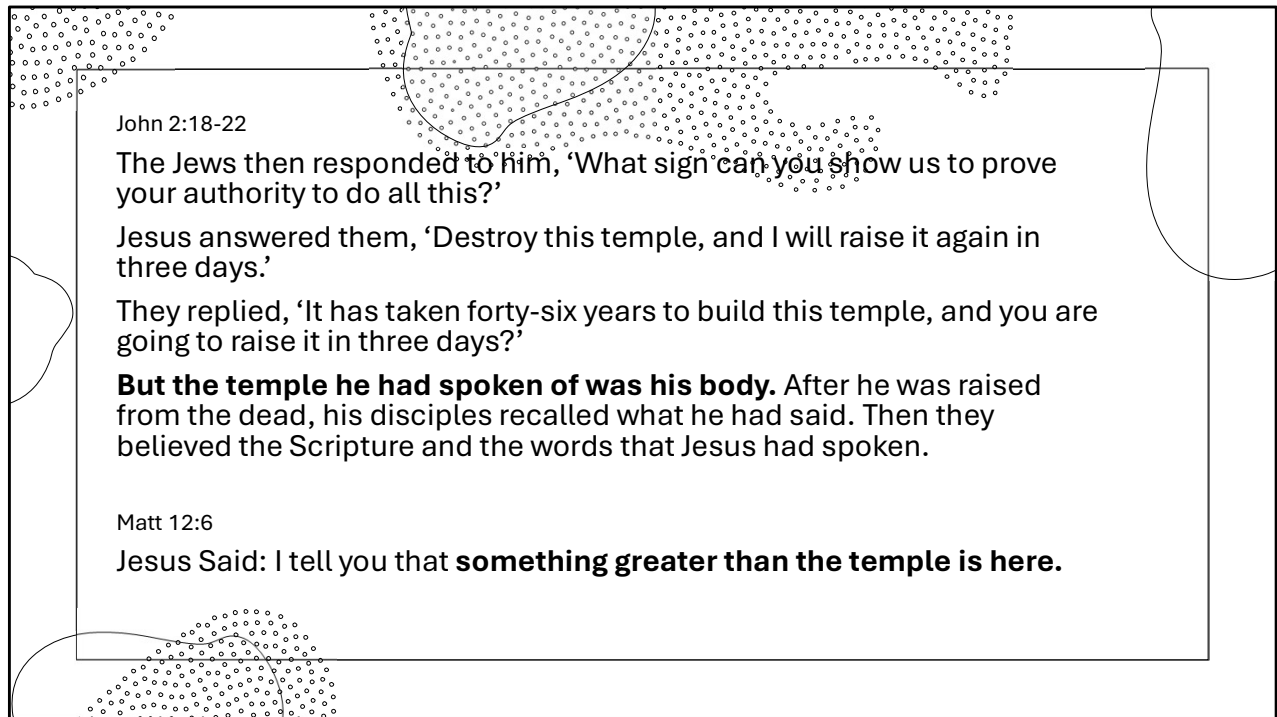 John 2:18-22
The Jews then responded to him, ‘What sign can you show us to prove
your authority to do all this?’
Jesus answered them, ‘Destroy this temple, and I will raise it again in
three days.’
They replied, ‘It has taken forty-six years to build this temple, and you are
going to raise it in three days?’
But the temple he had spoken of was his body. After he was raised
from the dead, his disciples recalled what he had said. Then they
believed the Scripture and the words that Jesus had spoken.
Matt 12:6
Jesus Said: I tell you that something greater than the temple is here.